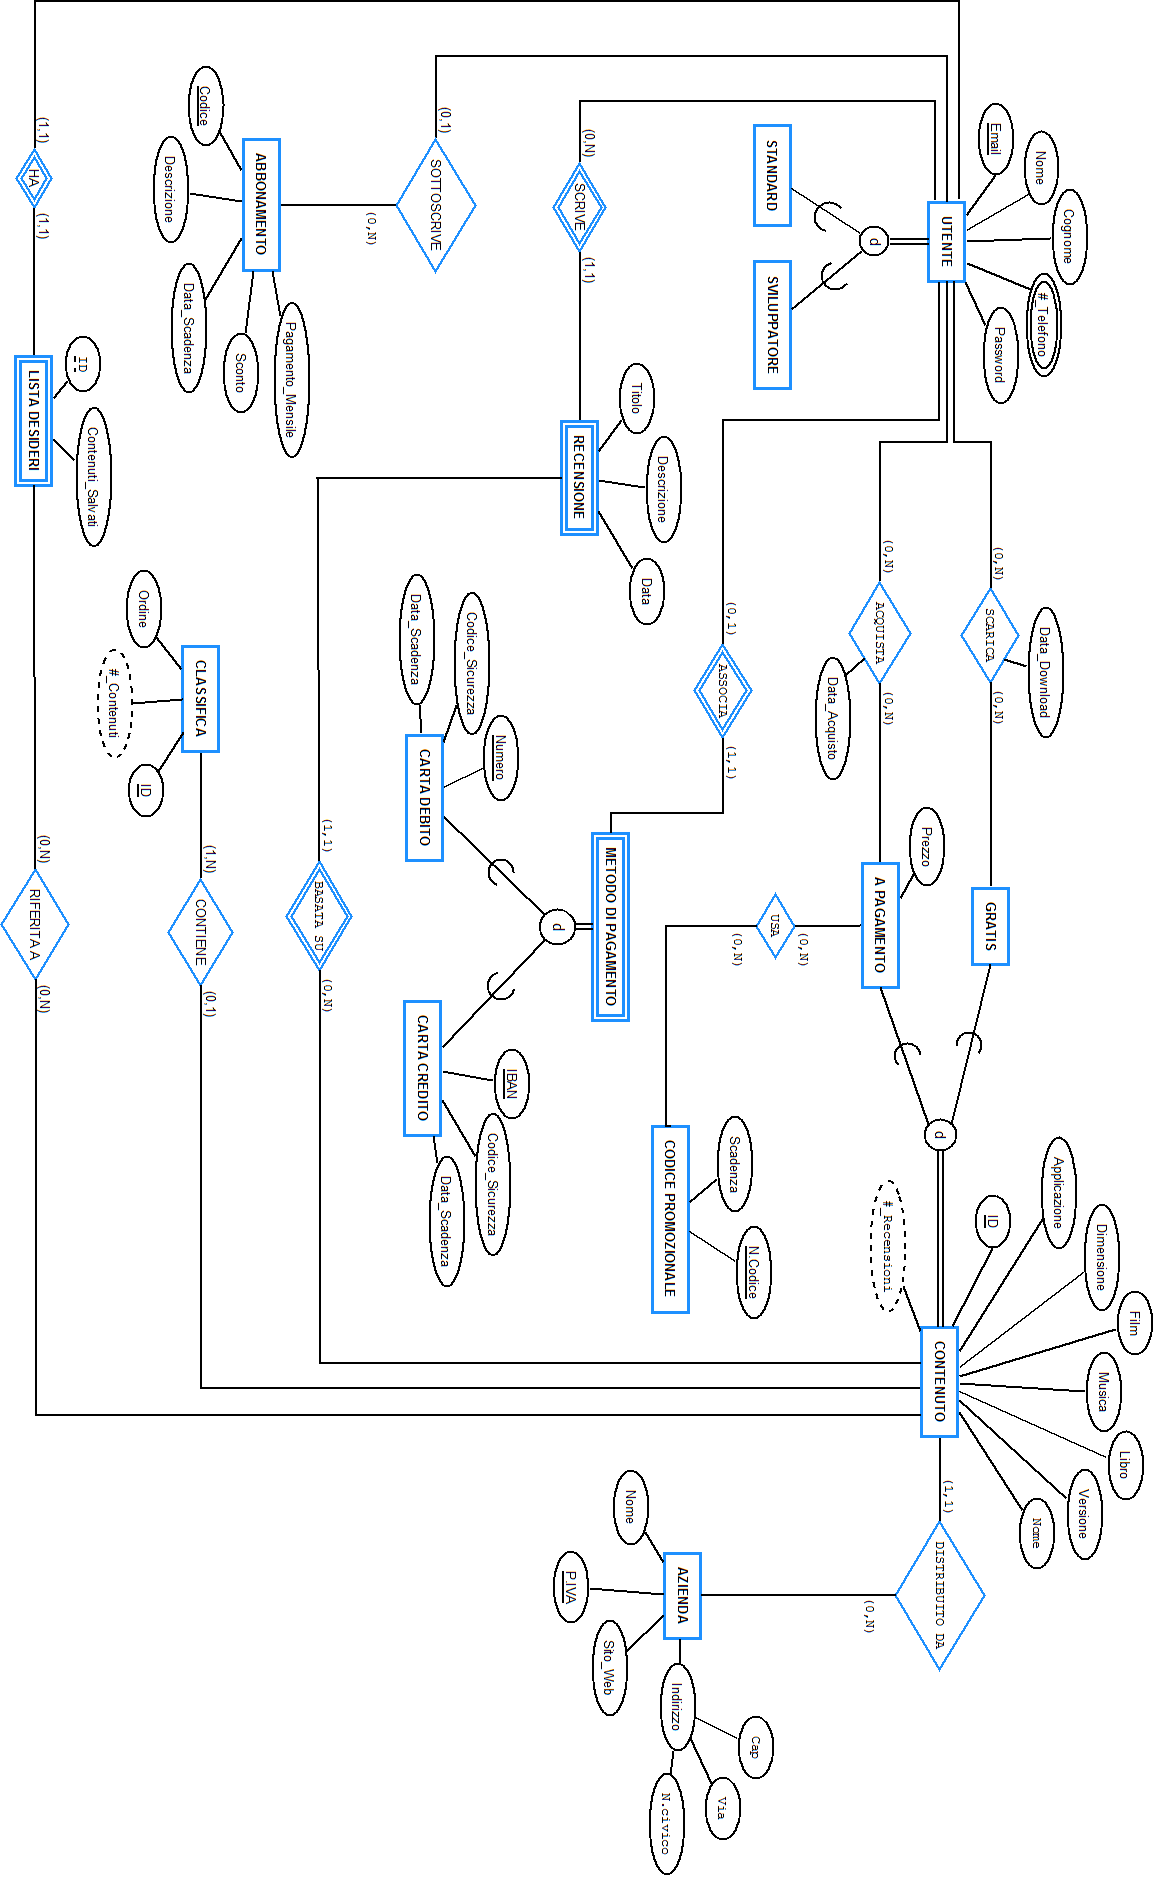 HA
(1,1)
(1,1)
LISTA DESIDERI
ID
Contenuti_Salvati
RIFERITA A
(0,N)
(0,N)
ABBONAMENTO
Codice
Descrizione
Data_Scadenza
Sconto
Pagamento_Mensile
SOTTOSCRIVE
(0,1)
(0,N)
SCRIVE
(0,N)
(1,1)
RECENSIONE
Titolo
Descrizione
Data
STANDARD
SVILUPPATORE
d
UTENTE
Email
Nome
Cognome
#_Telefono
Password
CLASSIFICA
Ordine
#_Contenuti
ID
CONTIENE
(1,N)
(0,1)
BASATA SU
(1,1)
(0,N)
CARTA DEBITO
Data_Scadenza
Codice_Sicurezza
Numero
CARTA CREDITO
IBAN
Codice_Sicurezza
Data_Scadenza
d
METODO DI PAGAMENTO
ASSOCIA
(0,1)
(1,1)
ACQUISTA
(0,N)
(0,N)
Data_Acquisto
SCARICA
(0,N)
(0,N)
Data_Download
A PAGAMENTO
Prezzo
GRATIS
USA
(0,N)
(0,N)
CODICE PROMOZIONALE
Scadenza
N.Codice
d
CONTENUTO
#_Recensioni
ID
Applicazione
Dimensione
Film
Musica
Libro
Versione
Nome
DISTRIBUITO DA
(1,1)
(0,N)
AZIENDA
Nome
P.IVA
Sito_Web
Indirizzo
Cap
Via
N.civico